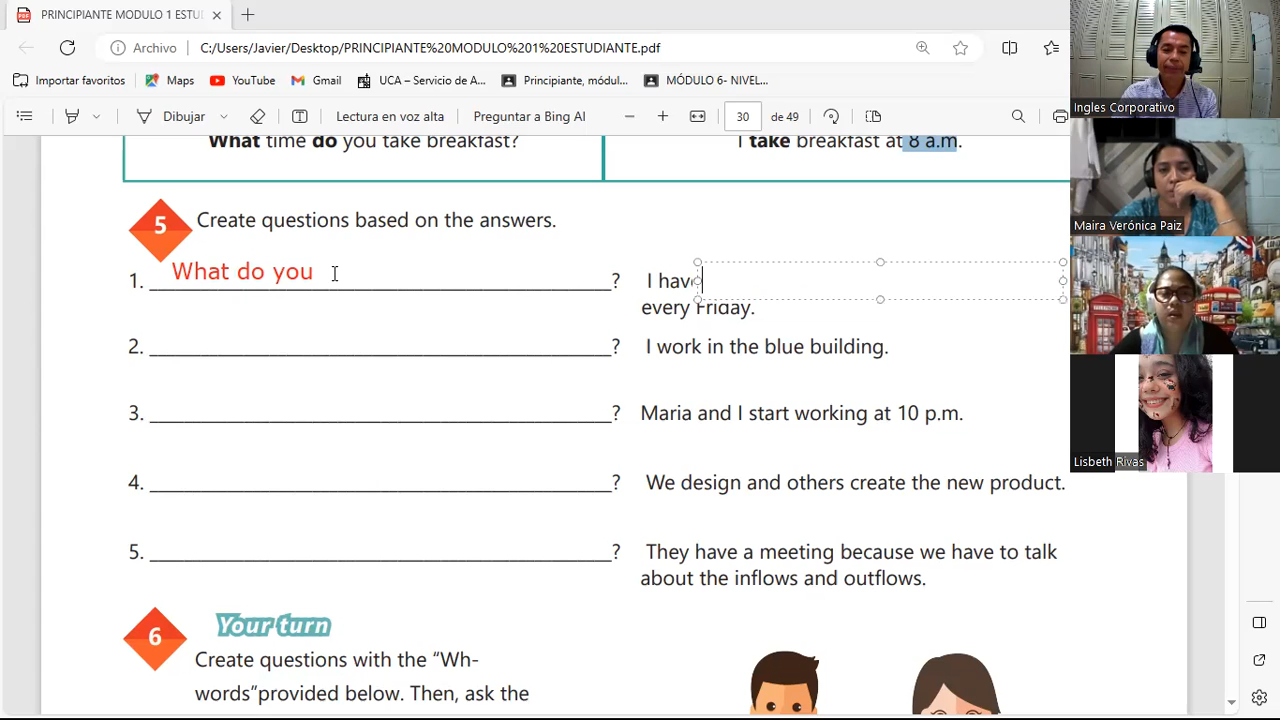 PRINCIPIANTE MODULO 1 ESTUDI
Archivo C:/Users/Javier/Desktop/PRINCIPIANTE%20MODULO%201%20ESTUDIANTE.pdf
Importar favoritos Maps YouTube Gmail UCA – Servicio de A... Principiante, módul... MÓDULO 6- NIVEL...
Dibujar Lectura en voz alta Preguntar a Bing AI 30 de 49
What time do you take breakfast? I take breakfast at 8 a.m.
5 Create questions based on the answers.
What do you
1. ? I have
every Friday.
2. ? I work in the blue building.
3. ? Maria and I start working at 10 p.m.
4. ? We design and others create the new product.
5. ? They have a meeting because we have to talk
about the inflows and outflows.
6 Your turn
Create questions with the “Wh-
words”provided below. Then, ask the
Ingles Corporativo
Maira Verónica Paiz
Lisbeth Rivas